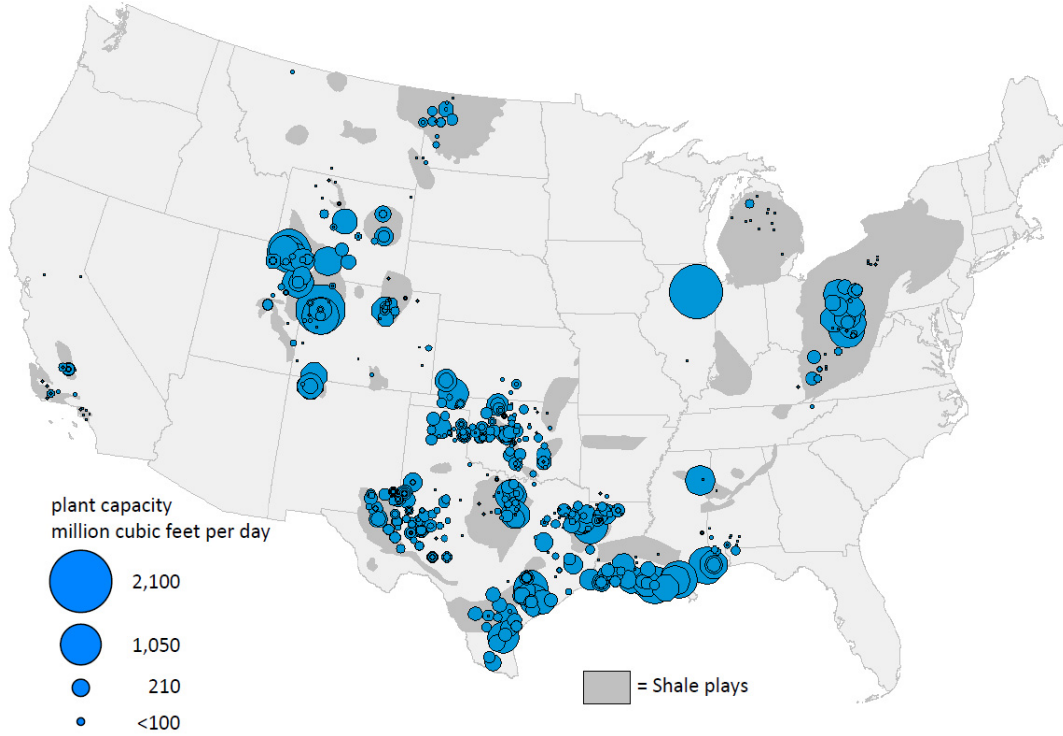 plant capacity
million cubic feet per day
2,100
1,050
210
<100
= Shale plays